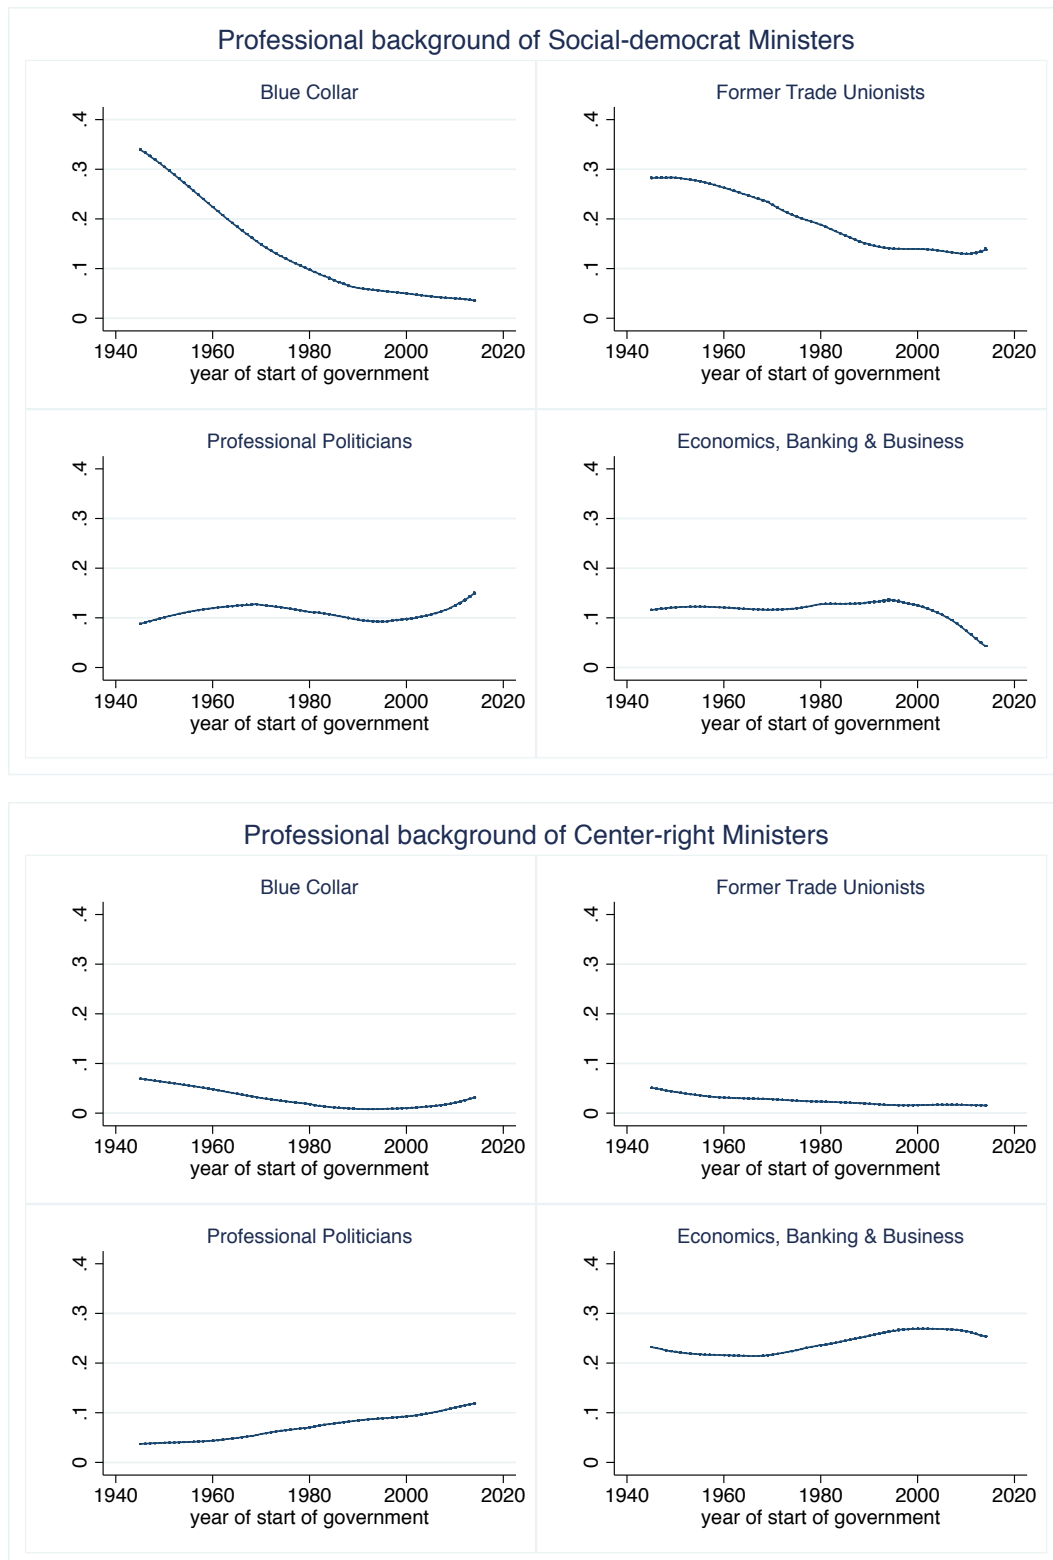 Professional background of Social-democrat Ministers
Blue Collar
.4
.3
.2
.1
0
1940 1960 1980 2000 2020
year of start of government
Former Trade Unionists
.4
.3
.2
.1
0
1940 1960 1980 2000 2020
year of start of government
Professional Politicians
.4
.3
.2
.1
0
1940 1960 1980 2000 2020
year of start of government
Economics, Banking & Business
.4
.3
.2
.1
0
1940 1960 1980 2000 2020
year of start of government
Professional background of Center-right Ministers
Blue Collar
.4
.3
.2
.1
0
1940 1960 1980 2000 2020
year of start of government
Former Trade Unionists
.4
.3
.2
.1
0
1940 1960 1980 2000 2020
year of start of government
Professional Politicians
.4
.3
.2
.1
0
1940 1960 1980 2000 2020
year of start of government
Economics, Banking & Business
.4
.3
.2
.1
0
1940 1960 1980 2000 2020
year of start of government